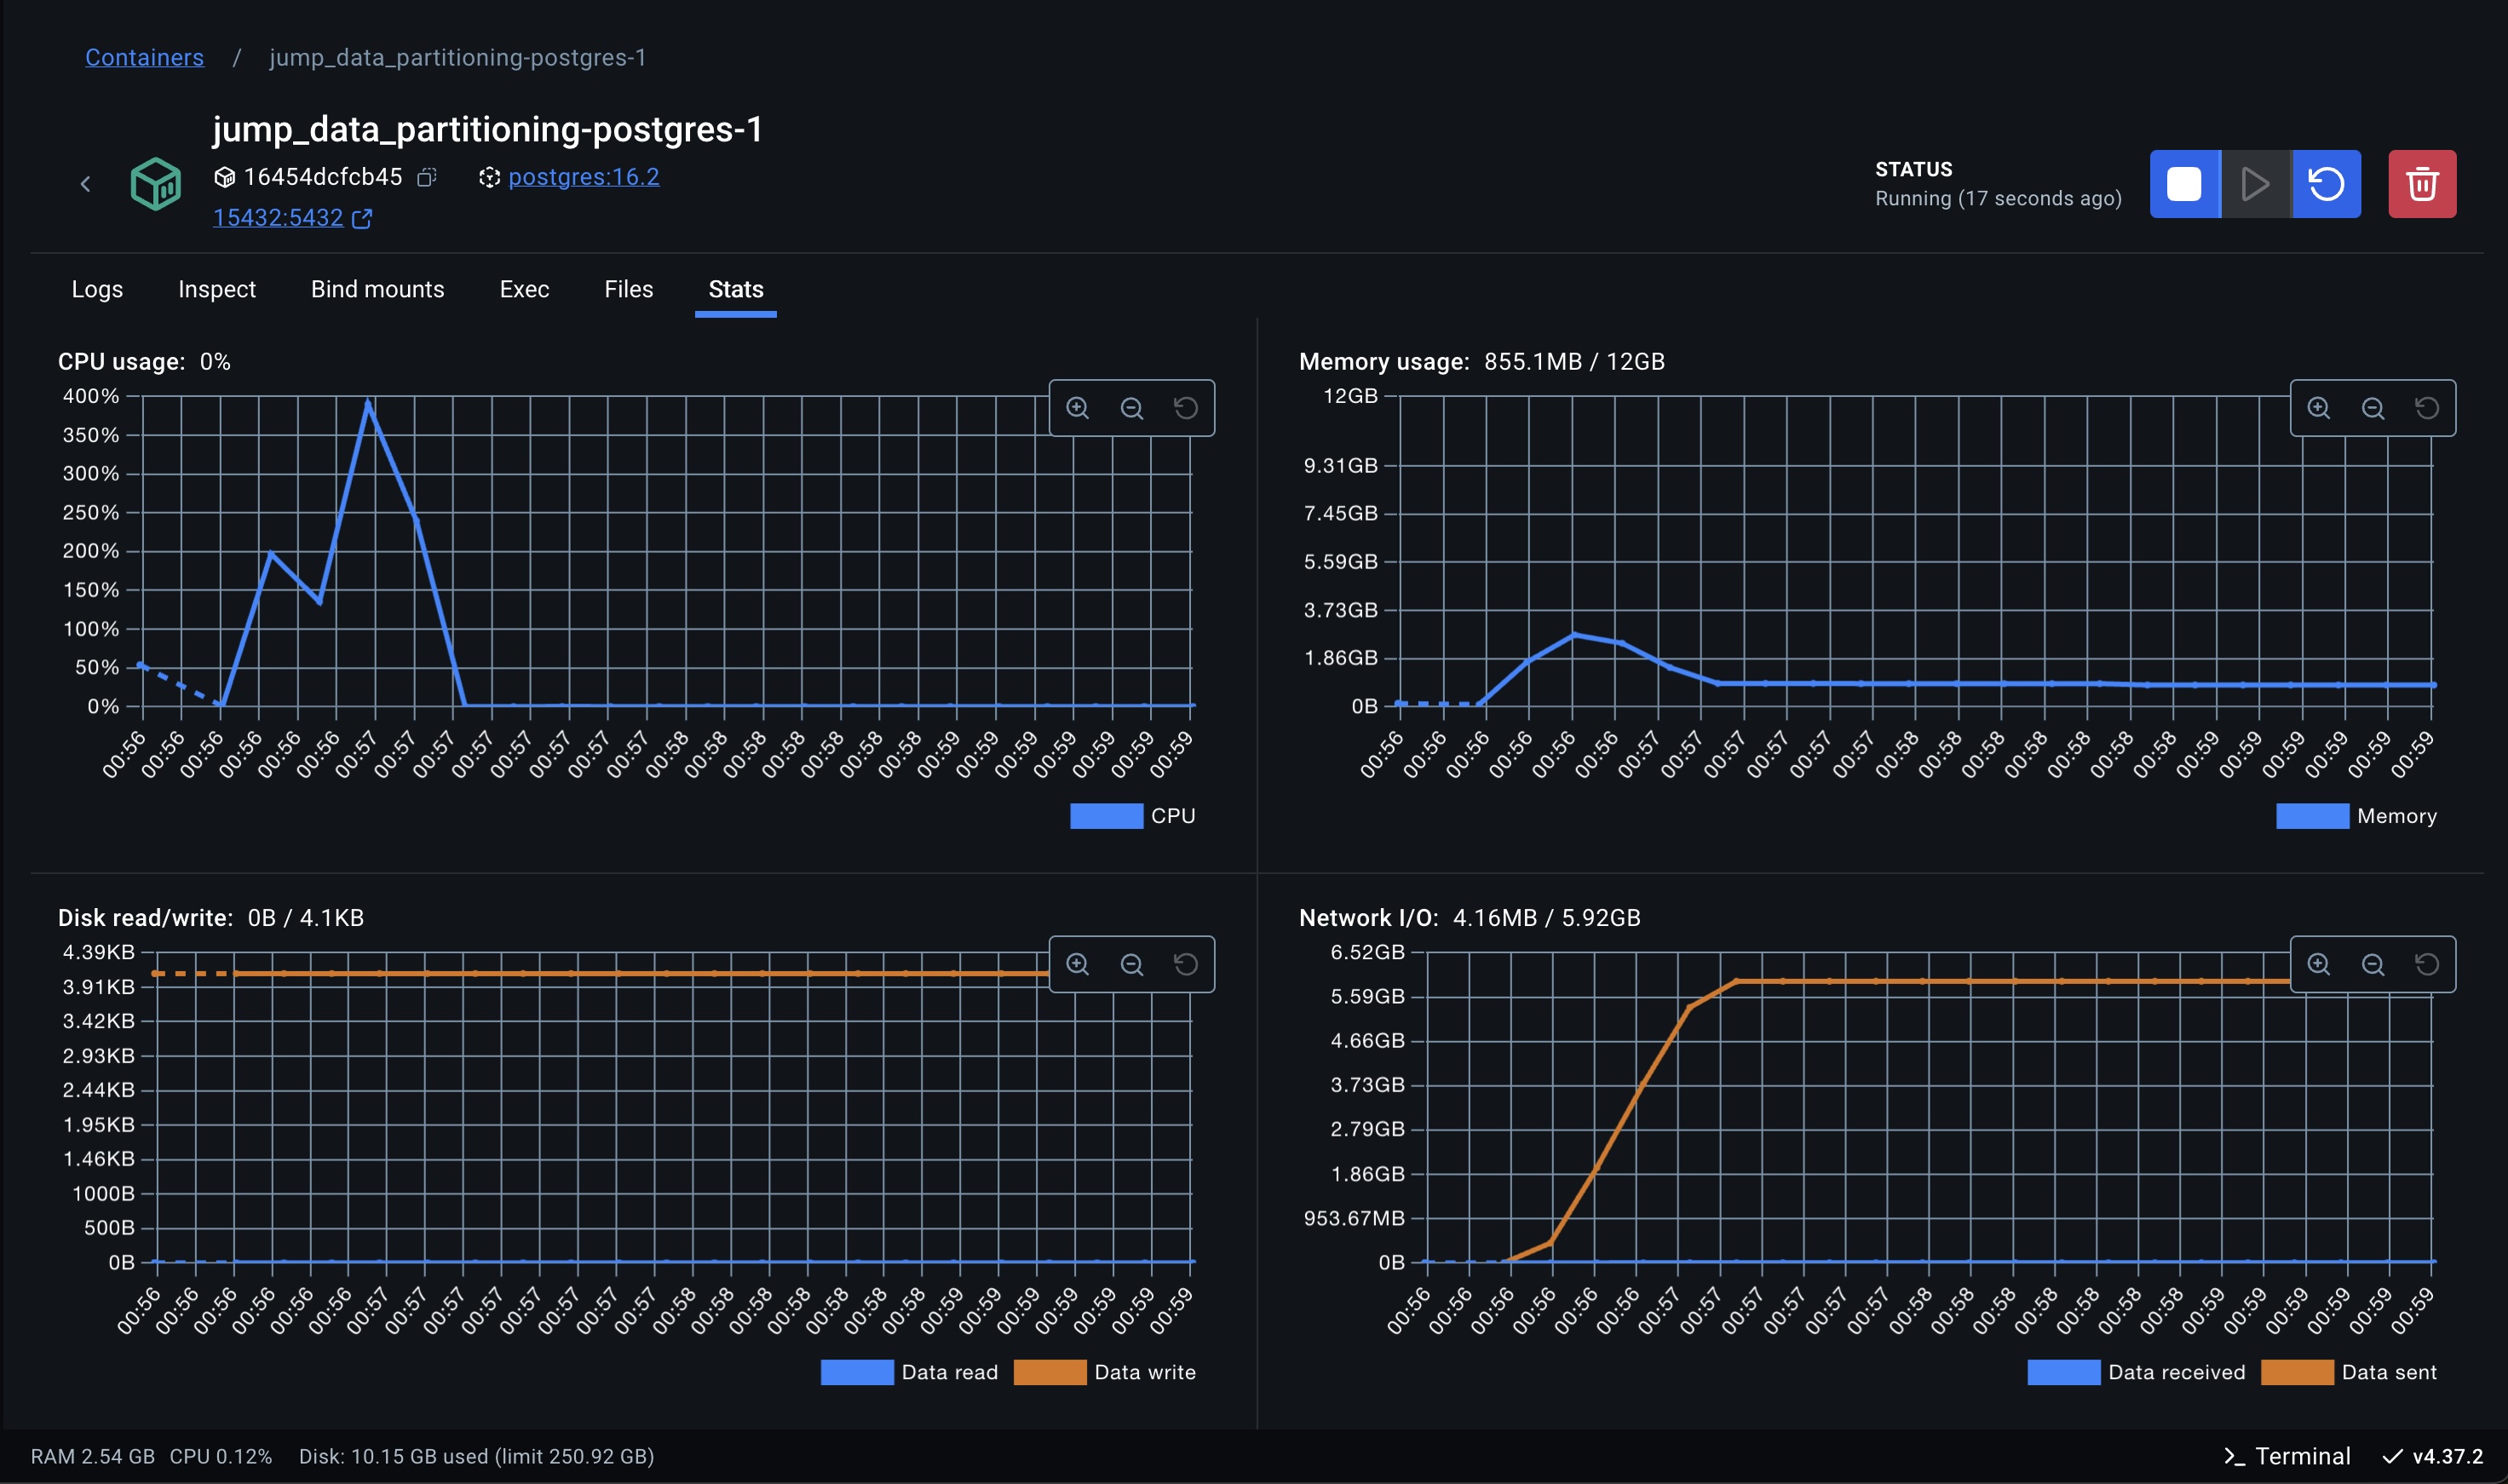 Containers / jump_data_partitioning-postgres-1
jump_data_partitioning-postgres-1
16454dcfcb45 postgres:16.2
15432:5432
STATUS
Running (17 seconds ago)
Logs Inspect Bind mounts Exec Files Stats
CPU usage: 0%
400%
350%
300%
250%
200%
150%
100%
50%
0%
00:56 00:56 00:56 00:56 00:56 00:56 00:57 00:57 00:57 00:57 00:57 00:57 00:57 00:57 00:58 00:58 00:58 00:58 00:58 00:58 00:58 00:59 00:59 00:59 00:59 00:59 00:59 00:59
CPU
Memory usage: 855.1MB / 12GB
12GB
9.31GB
7.45GB
5.59GB
3.73GB
1.86GB
0B
00:56 00:56 00:56 00:56 00:56 00:56 00:57 00:57 00:57 00:57 00:57 00:57 00:58 00:58 00:58 00:58 00:58 00:58 00:58 00:59 00:59 00:59 00:59 00:59 00:59
Memory
Disk read/write: 0B / 4.1KB
4.39KB
3.91KB
3.42KB
2.93KB
2.44KB
1.95KB
1.46KB
1000B
500B
0B
00:56 00:56 00:56 00:56 00:56 00:56 00:57 00:57 00:57 00:57 00:57 00:57 00:57 00:57 00:58 00:58 00:58 00:58 00:58 00:58 00:58 00:59 00:59 00:59 00:59 00:59 00:59 00:59
Data read Data write
Network I/O: 4.16MB / 5.92GB
6.52GB
5.59GB
4.66GB
3.73GB
2.79GB
1.86GB
953.67MB
0B
00:56 00:56 00:56 00:56 00:56 00:56 00:57 00:57 00:57 00:57 00:57 00:57 00:58 00:58 00:58 00:58 00:58 00:58 00:58 00:59 00:59 00:59 00:59 00:59 00:59
Data received Data sent
RAM 2.54 GB CPU 0.12% Disk: 10.15 GB used (limit 250.92 GB)
>_ Terminal v4.37.2